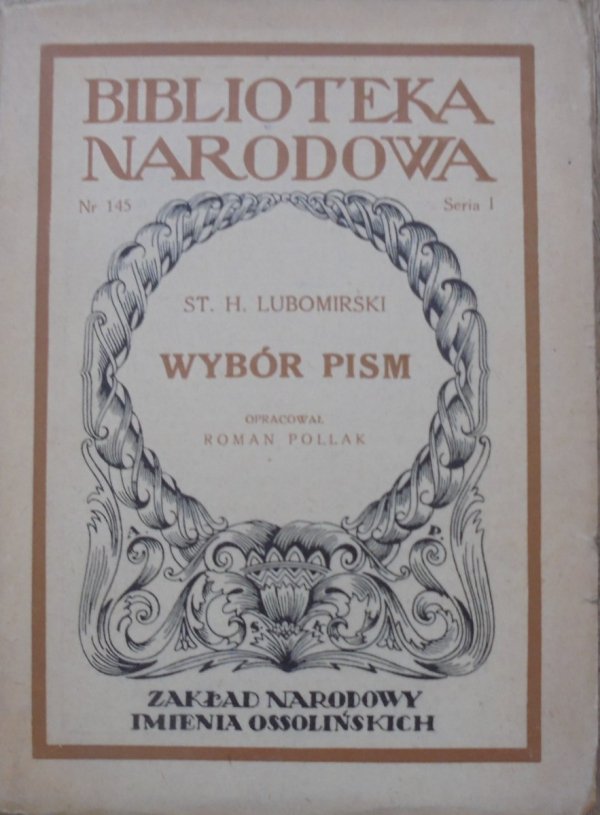 BIBLIOTEKA
NARODOWA
Nr 145 Seria I
ST. H. LUBOMIRSKI
WYBÓR PISM
OPRACOWAŁ
ROMAN POLLAK
A. P.
S. A.
ZAKŁAD NARODOWY
IMIENIA OSSOLIŃSKICH